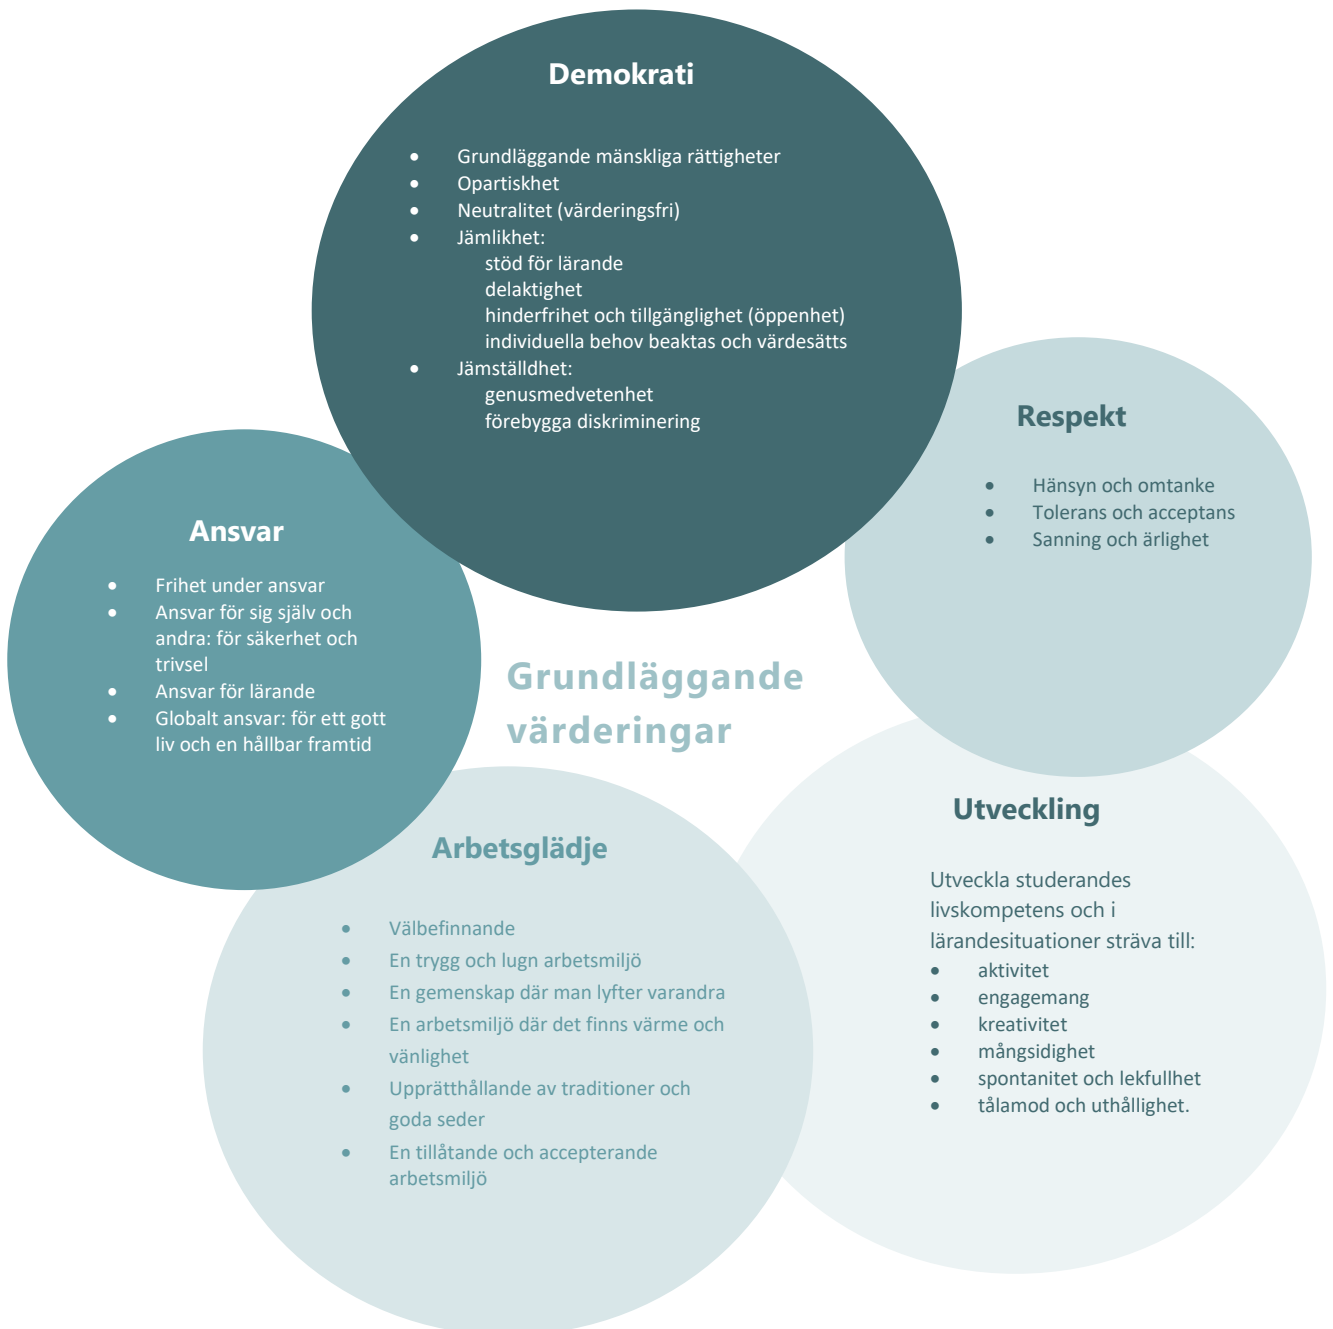 Demokrati
• Grundläggande mänskliga rättigheter
• Opartiskhet
• Neutralitet (värderingsfri)
• Jämlikhet:
stöd för lärande
delaktighet
hinderfrihet och tillgänglighet (öppenhet)
individuella behov beaktas och värdesätts
• Jämställdhet:
genusmedvetenhet
förebygga diskriminering
Respekt
• Hänsyn och omtanke
• Tolerans och acceptans
• Sanning och ärlighet
Ansvar
• Frihet under ansvar
• Ansvar för sig själv och
andra: för säkerhet och
trivsel
• Ansvar för lärande
• Globalt ansvar: för ett gott
liv och en hållbar framtid
Grundläggande
värderingar
Utveckling
Utveckla studerandes
livskompetens och i
lärandesituationer sträva till:
• aktivitet
• engagemang
• kreativitet
• mångsidighet
• spontanitet och lekfullhet
• tålamod och uthållighet.
Arbetsglädje
• Välbefinnande
• En trygg och lugn arbetsmiljö
• En gemenskap där man lyfter varandra
• En arbetsmiljö där det finns värme och
vänlighet
• Upprätthållande av traditioner och
goda seder
• En tillåtande och accepterande
arbetsmiljö